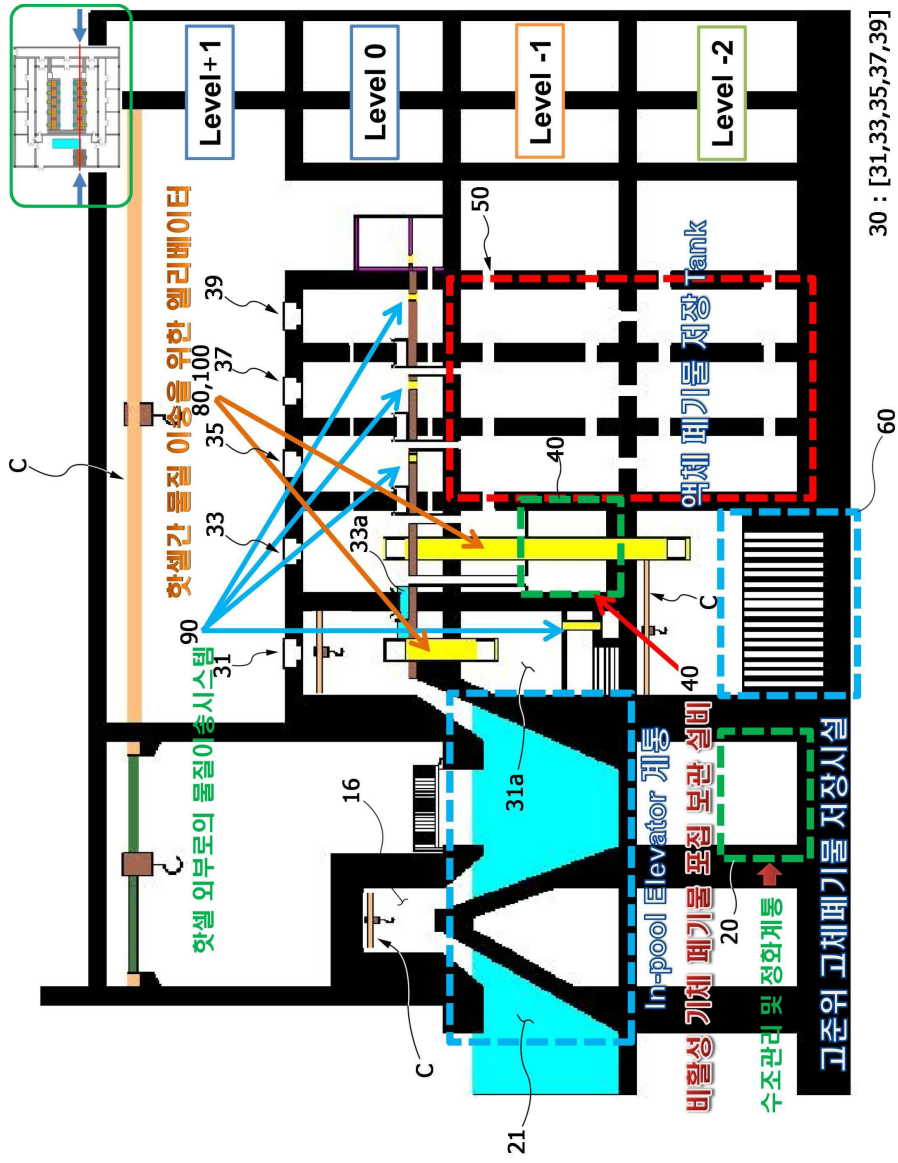 Level+1
Level 0
Level -1
Level -2
C
핫셀간 물질 이송을 위한 엘리베이터
80,100
39
37
35
33
31
90
핫셀 외부로의 물질이송시스템
33a
50
40
액체 폐기물 저장 Tank
60
16
C
31a
21
In-pool Elevator 계통
40
C
비활성 기체 폐기물 포집 보관 설비
20
수조관리 및 정화계통
고준위 고체폐기물 저장시설
30 : [31,33,35,37,39]